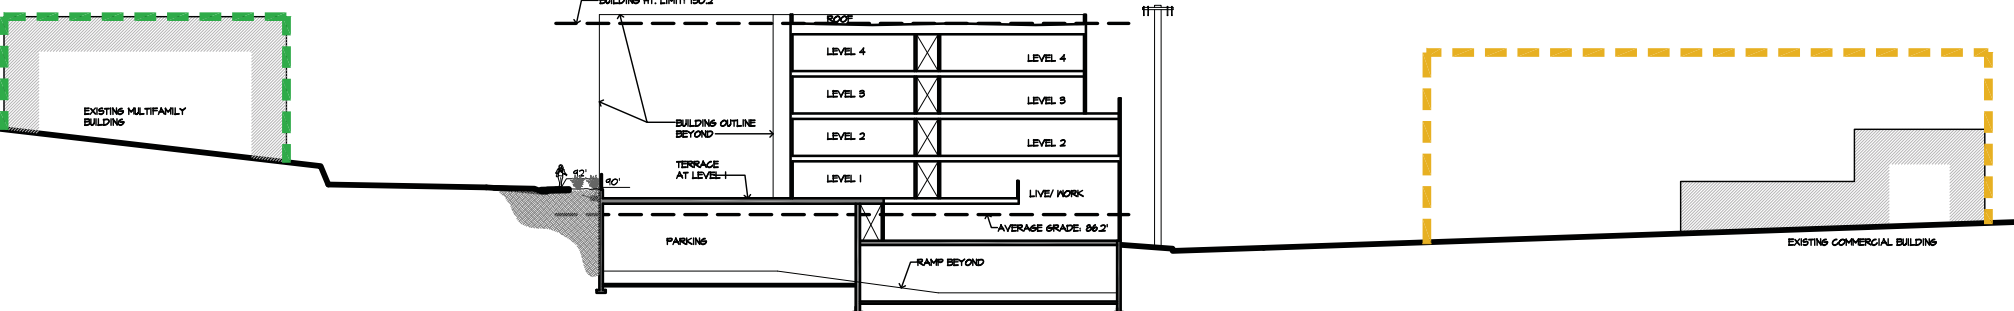 BUILDING HT. LIMIT: 130.2'
ROOF
LEVEL 4
LEVEL 4
LEVEL 3
LEVEL 3
EXISTING MULTIFAMILY
BUILDING
BUILDING OUTLINE
BEYOND
LEVEL 2
LEVEL 2
TERRACE
AT LEVEL 1
LEVEL 1
92'
90'
LIVE/ WORK
AVERAGE GRADE: 86.2'
PARKING
EXISTING COMMERCIAL BUILDING
RAMP BEYOND